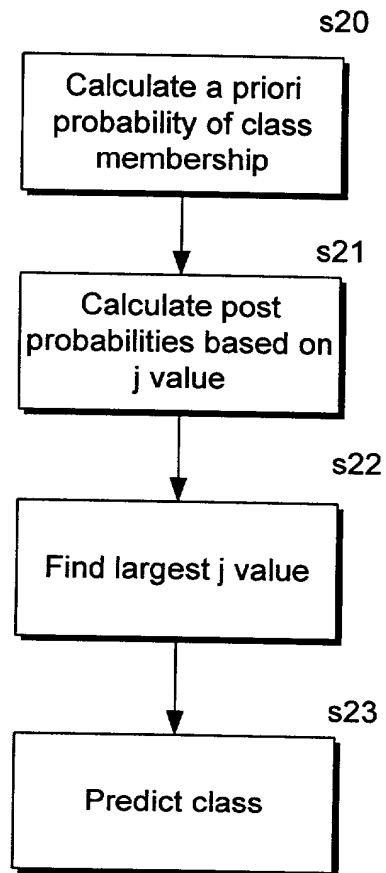 s20
Calculate a priori
probability of class
membership
s21
Calculate post
probabilities based on
j value
s22
Find largest j value
s23
Predict class